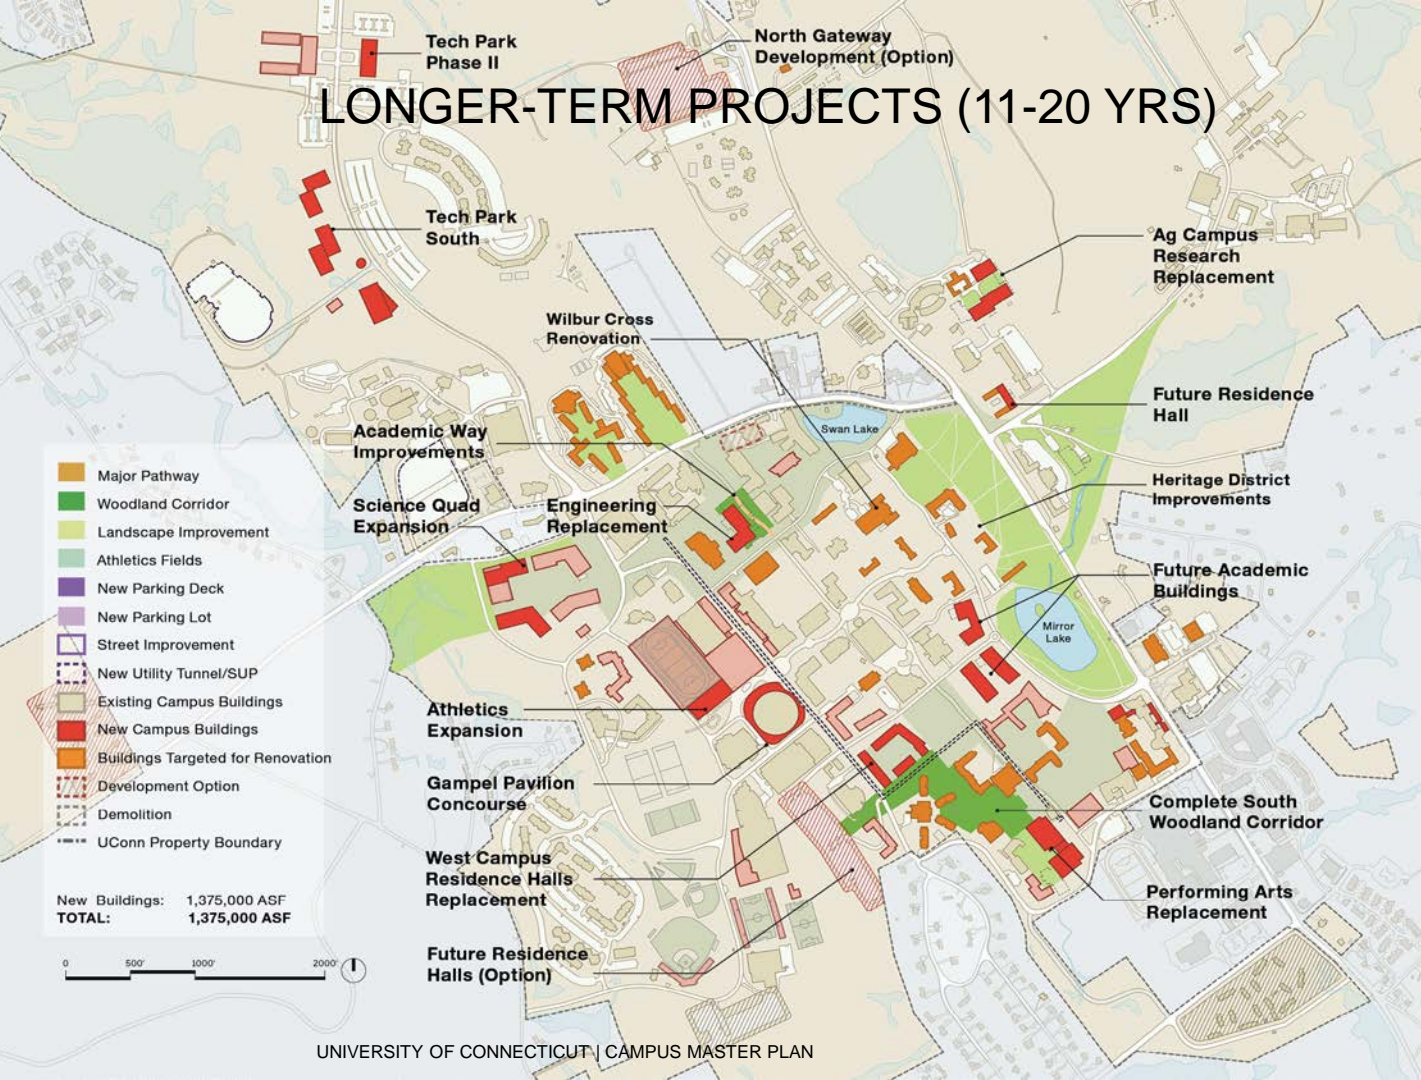 Tech Park
Phase II
North Gateway
Development (Option)
LONGER-TERM PROJECTS (11-20 YRS)
Tech Park
South
Ag Campus
Research
Replacement
Wilbur Cross
Renovation
Future Residence
Hall
Academic Way
Improvements
Swan Lake
Heritage District
Improvements
Science Quad
Expansion
Engineering
Replacement
Future Academic
Buildings
Mirror
Lake
Major Pathway
Woodland Corridor
Landscape Improvement
Athletics Fields
New Parking Deck
New Parking Lot
Street Improvement
New Utility Tunnel/SUP
Existing Campus Buildings
New Campus Buildings
Buildings Targeted for Renovation
Development Option
Demolition
UConn Property Boundary
New Buildings: 1,375,000 ASF
TOTAL: 1,375,000 ASF
0 500' 1000' 2000'
Athletics
Expansion
Gampel Pavilion
Concourse
Complete South
Woodland Corridor
West Campus
Residence Halls
Replacement
Performing Arts
Replacement
Future Residence
Halls (Option)
UNIVERSITY OF CONNECTICUT | CAMPUS MASTER PLAN